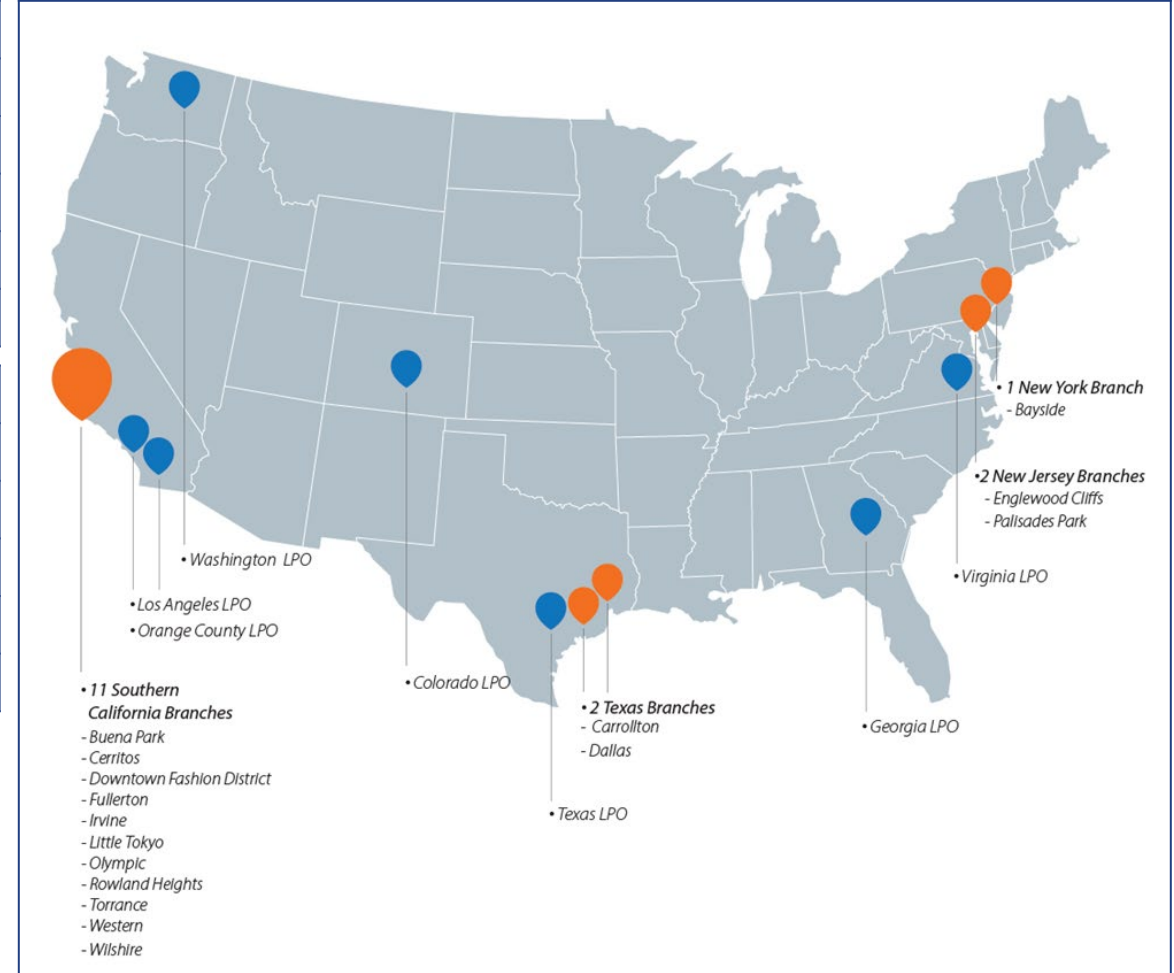 • 1 New York Branch
- Bayside
•2 New Jersey Branches
- Englewood Cliffs
- Palisades Park
• Washington LPO
• Virginia LPO
• Los Angeles LPO
• Orange County LPO
• Colorado LPO
• 11 Southern
California Branches
- Buena Park
- Cerritos
- Downtown Fashion District
- Fullerton
- Irvine
- Little Tokyo
- Olympic
- Rowland Heights
- Torrance
- Western
- Wilshire
• 2 Texas Branches
- Carrollton
- Dallas
• Georgia LPO
• Texas LPO